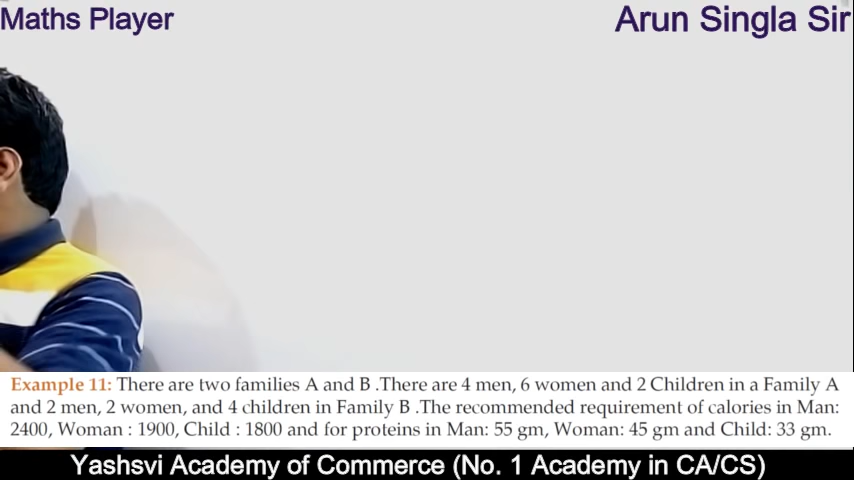 Maths Player
Arun Singla Sir
Example 11: There are two families A and B .There are 4 men, 6 women and 2 Children in a Family A
and 2 men, 2 women, and 4 children in Family B .The recommended requirement of calories in Man:
2400, Woman : 1900, Child : 1800 and for proteins in Man: 55 gm, Woman: 45 gm and Child: 33 gm.
Yashsvi Academy of Commerce (No. 1 Academy in CA/CS)